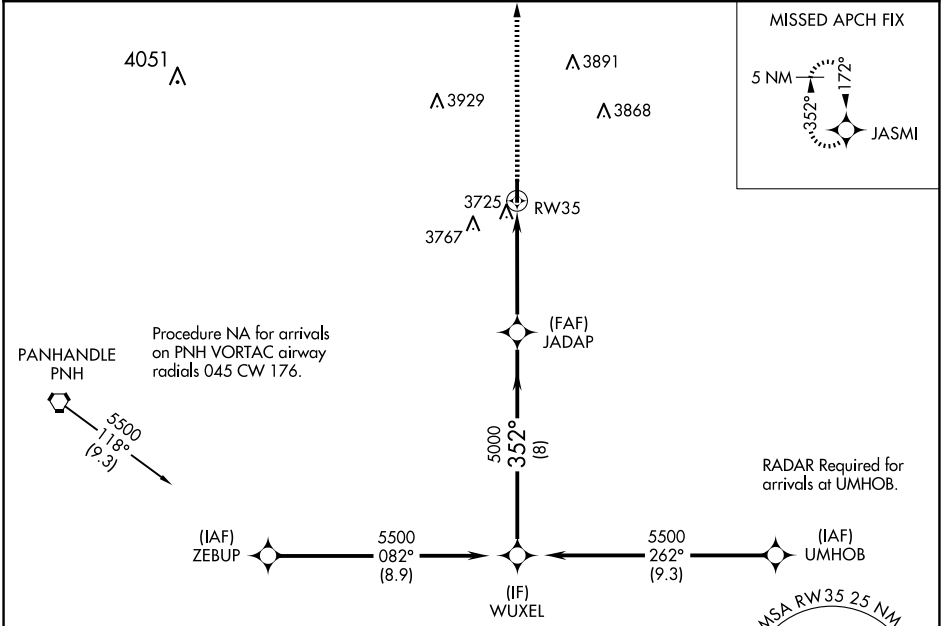 MISSED APCH FIX
4051
3891
5 NM
172°
3929
3868
352°
JASMI
3725
RW35
3767
(FAF)
JADAP
Procedure NA for arrivals
on PNH VORTAC airway
radials 045 CW 176.
PANHANDLE
PNH
5500
118°
(9.3)
5000
352°
(8)
RADAR Required for
arrivals at UMHOB.
(IAF)
ZEBUP
5500
082°
(8.9)
5500
262°
(9.3)
(IAF)
UMHOB
(IF)
WUXEL
MSA RW35 25 NM